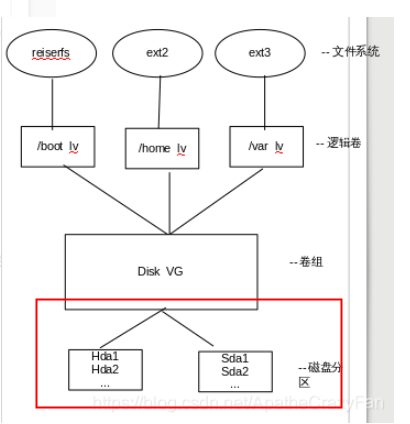 reiserfs ext2 ext3 -- 文件系统
/boot lv /home lv /var lv -- 逻辑卷
Disk VG --卷组
Hda1
Hda2
...
Sda1
Sda2
...
--磁盘分
区
https://blog.csdn.net/ApatheCrazyFan